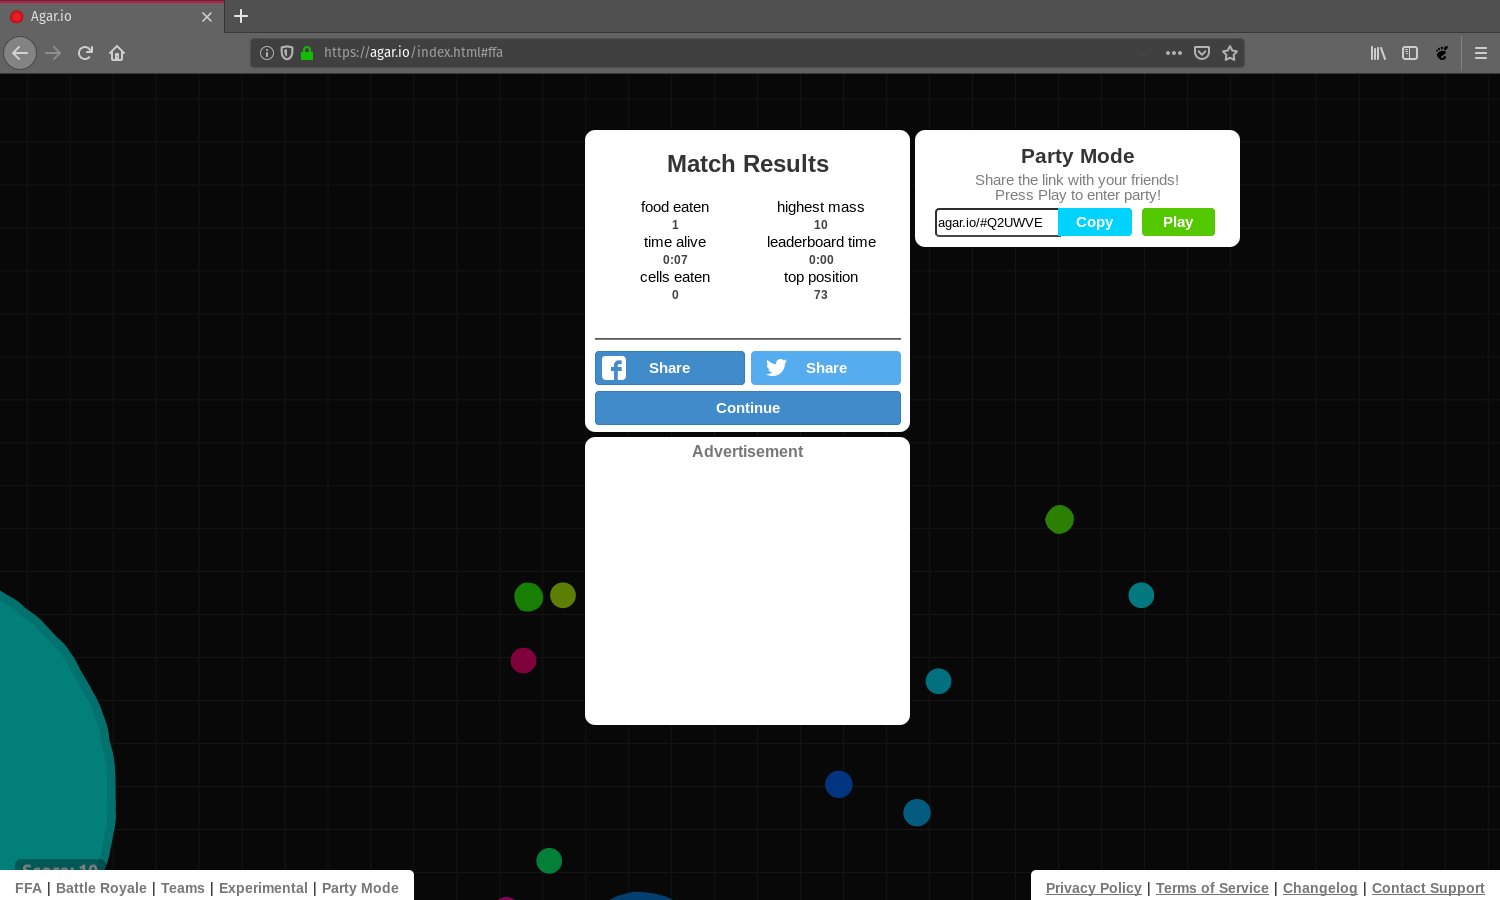 Agar.io
https://agar.io/index.html#ffa
Match Results
food eaten
1
highest mass
10
time alive
0:07
leaderboard time
0:00
cells eaten
0
top position
73
Share
Share
Continue
Advertisement
Party Mode
Share the link with your friends!
Press Play to enter party!
agar.io/#Q2UWVE
Copy
Play
Score: 10
FFA | Battle Royale | Teams | Experimental | Party Mode
Privacy Policy | Terms of Service | Changelog | Contact Support